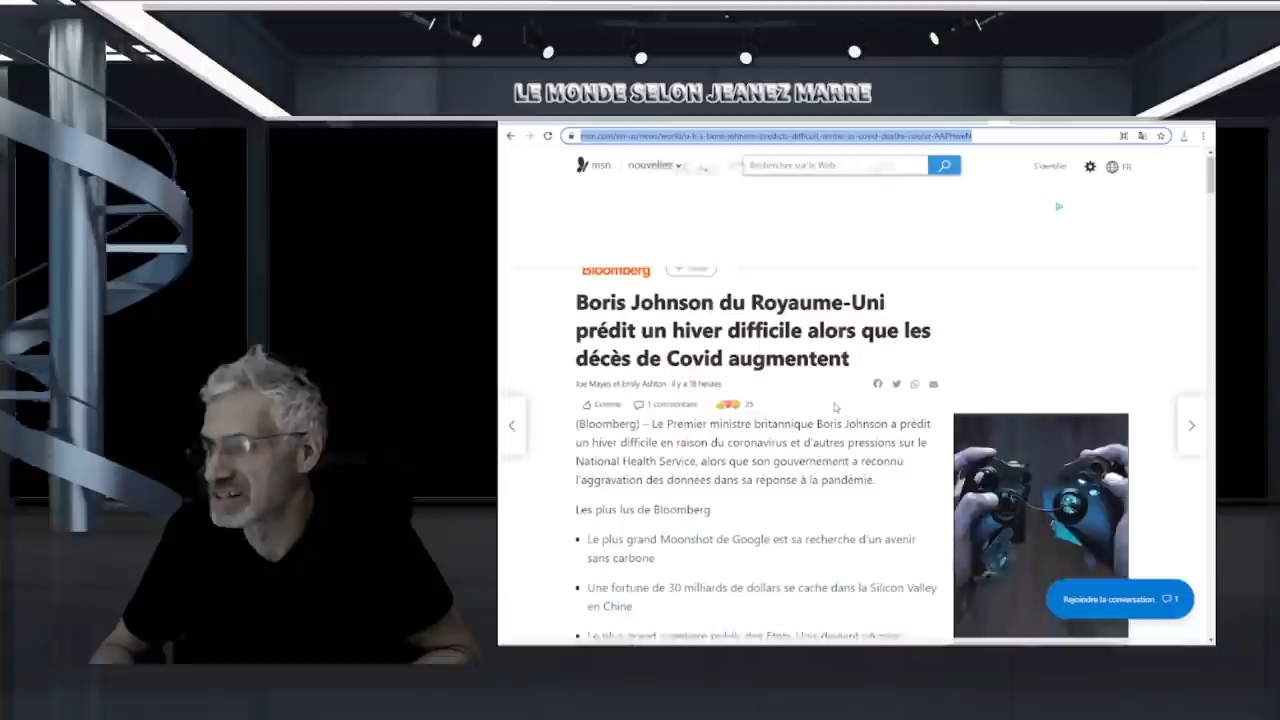 LE MONDE SELON JEANEZ MARRE
msn nouvelles Rechercher sur le Web S'identifier FR
Bloomberg
Boris Johnson du Royaume-Uni
prédit un hiver difficile alors que les
décès de Covid augmentent
Joe Mayes et Emily Ashton il y a 18 heures
Comme 1 commentaire 25
(Bloomberg) – Le Premier ministre britannique Boris Johnson a prédit
un hiver difficile en raison du coronavirus et d'autres pressions sur le
National Health Service, alors que son gouvernement a reconnu
l'aggravation des données dans sa réponse à la pandémie.
Les plus lus de Bloomberg
Le plus grand Moonshot de Google est sa recherche d'un avenir
sans carbone
Une fortune de 30 milliards de dollars se cache dans la Silicon Valley
en Chine
Rejoindre la conversation 1